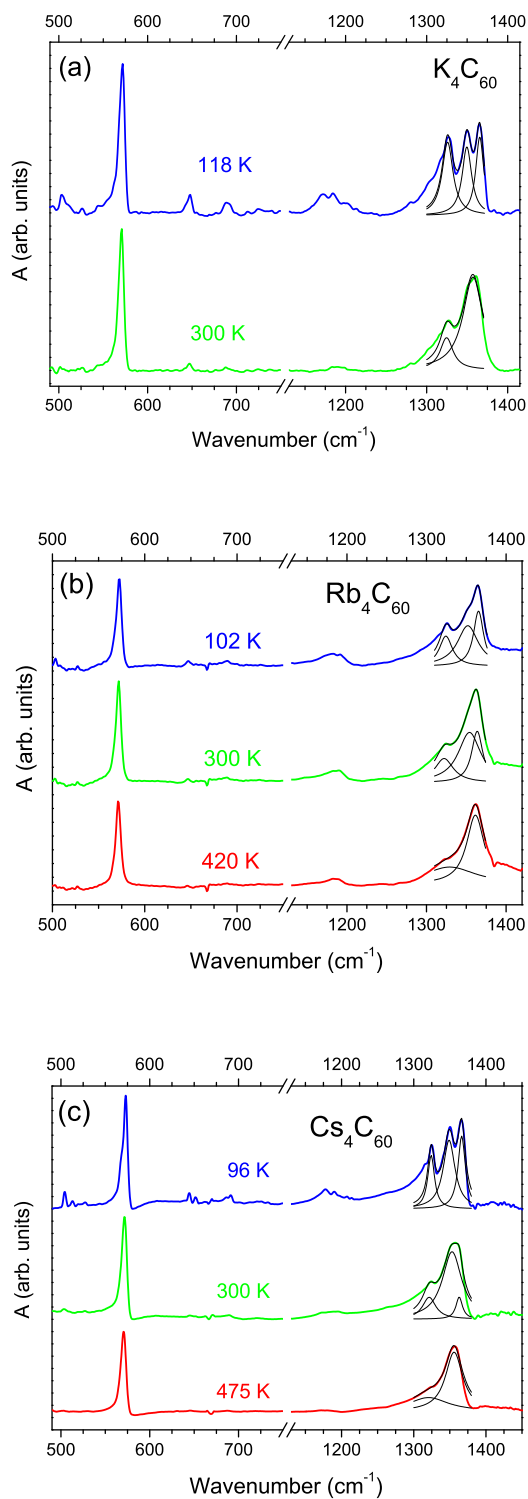 500 600 700 1200 1300 1400
(a) K₄C₆₀
118 K
300 K
A (arb. units)
500 600 700 1200 1300 1400
Wavenumber (cm⁻¹)
500 600 700 1200 1300 1400
(b) Rb₄C₆₀
102 K
300 K
420 K
A (arb. units)
500 600 700 1200 1300 1400
Wavenumber (cm⁻¹)
500 600 700 1200 1300 1400
(c) Cs₄C₆₀
96 K
300 K
475 K
A (arb. units)
500 600 700 1200 1300 1400
Wavenumber (cm⁻¹)